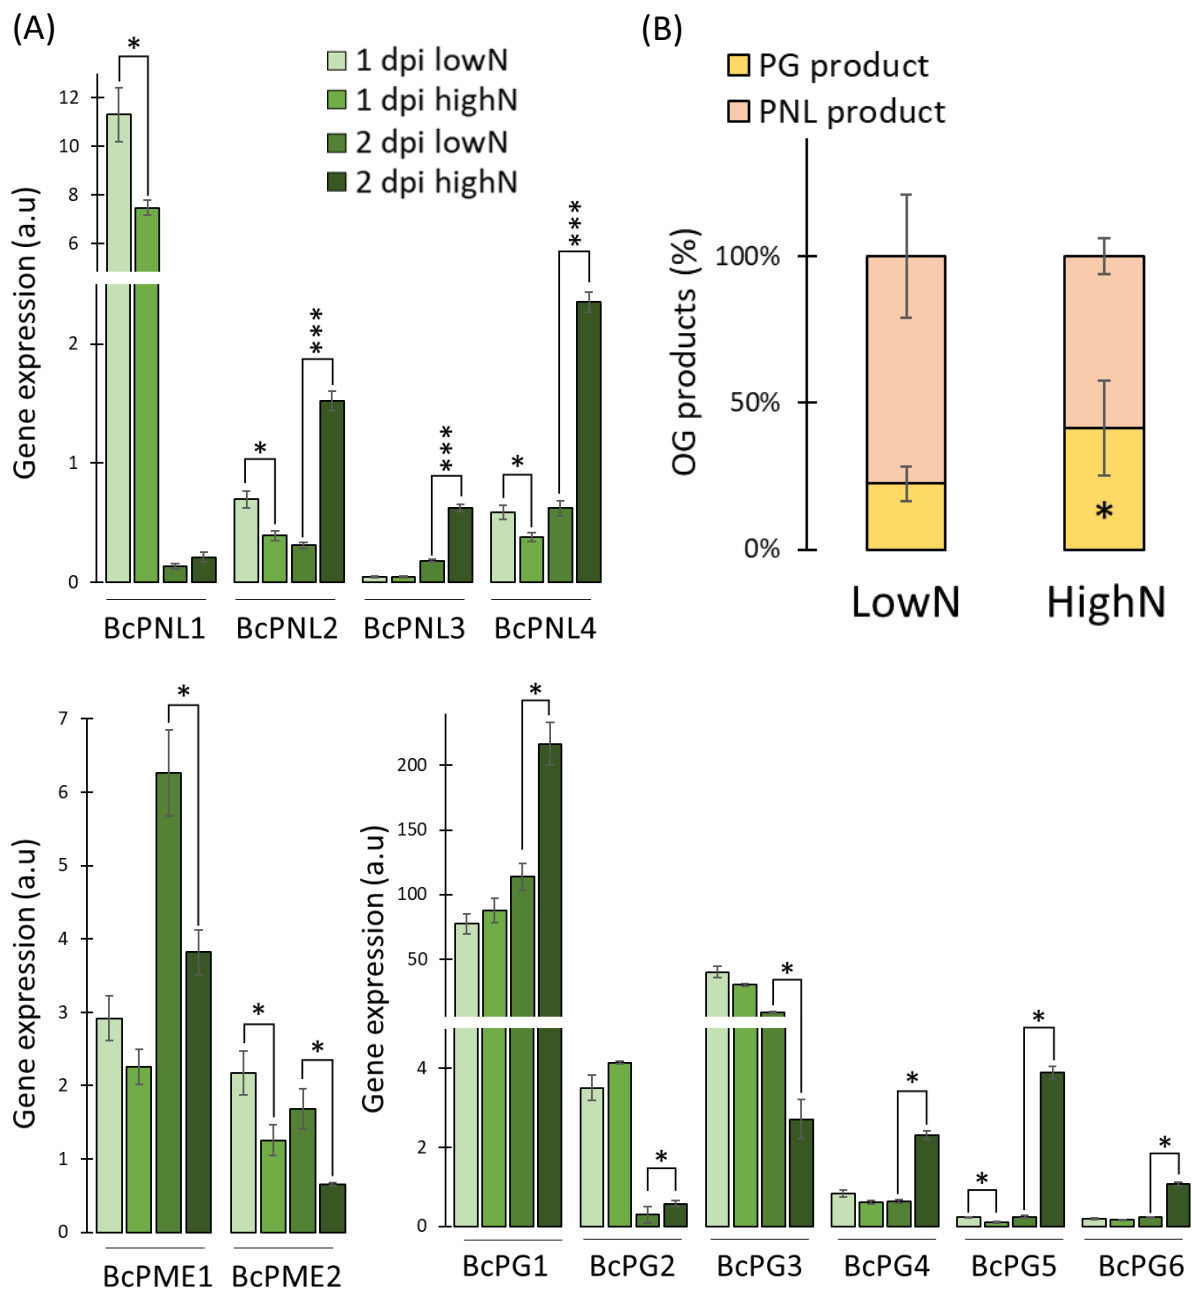 (A)
1 dpi lowN
1 dpi highN
2 dpi lowN
2 dpi highN
Gene expression (a.u)
12
10
8
6
2
1
0
*
*
***
***
*
***
BcPNL1 BcPNL2 BcPNL3 BcPNL4
(B)
PG product
PNL product
OG products (%)
100%
50%
0%
*
LowN HighN
Gene expression (a.u)
7
6
5
4
3
2
1
0
*
*
*
BcPME1 BcPME2
Gene expression (a.u)
200
150
100
50
4
2
0
*
*
*
*
*
*
*
BcPG1 BcPG2 BcPG3 BcPG4 BcPG5 BcPG6